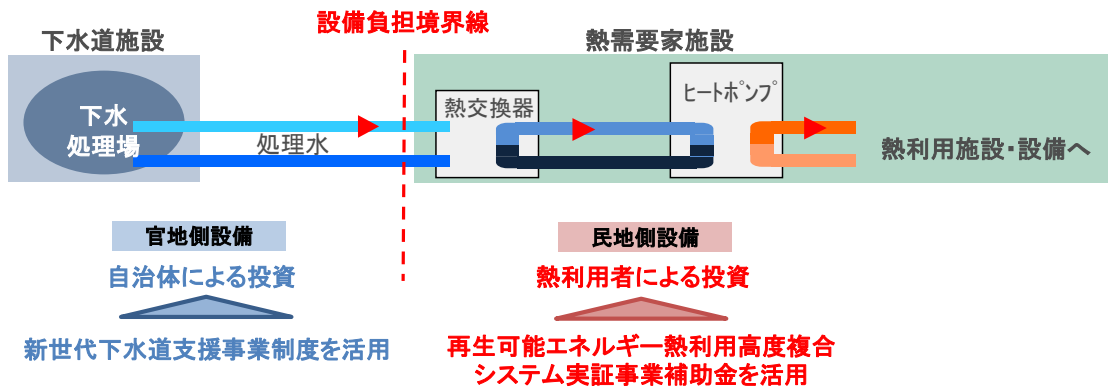 設備負担境界線
下水道施設
熱需要家施設
下水
処理場
処理水
熱交換器
ヒートポンプ
熱利用施設・設備へ
官地側設備
民地側設備
自治体による投資
熱利用者による投資
新世代下水道支援事業制度を活用
再生可能エネルギー熱利用高度複合
システム実証事業補助金を活用